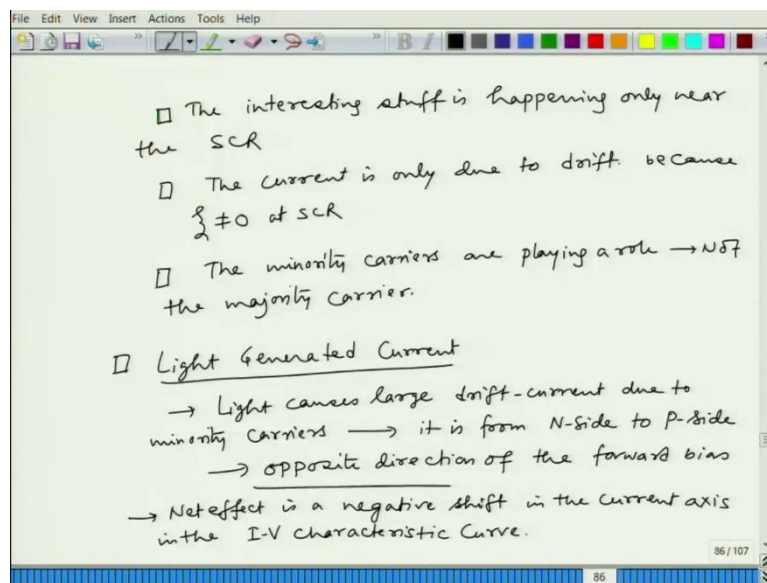 File Edit View Insert Actions Tools Help
B I
□ The interesting stuff is happening only near
the SCR
□ The current is only due to drift. because
ξ ≠ 0 at SCR
□ The minority carriers are playing a role → NOT
the majority carrier.
□ Light Generated Current
→ Light causes large drift-current due to
minority carriers → it is from N-side to P-side
→ opposite direction of the forward bias
→ Net effect is a negative shift in the current axis
in the I-V characteristic Curve.
86 / 107
86